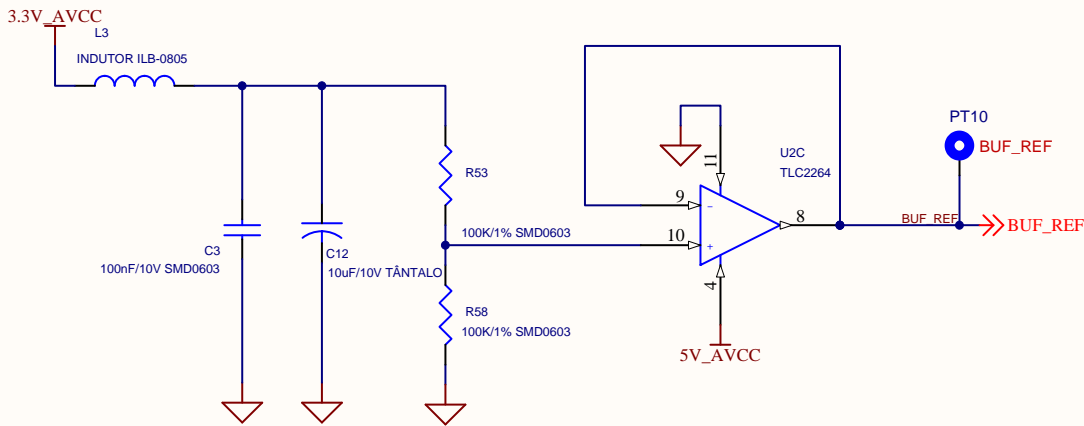 3.3V_AVCC
L3
INDUTOR ILB-0805
C3
100nF/10V SMD0603
C12
10uF/10V TÂNTALO
R53
100K/1% SMD0603
R58
100K/1% SMD0603
11
U2C
TLC2264
9
8
10
4
5V_AVCC
PT10
BUF_REF
BUF_REF
BUF_REF